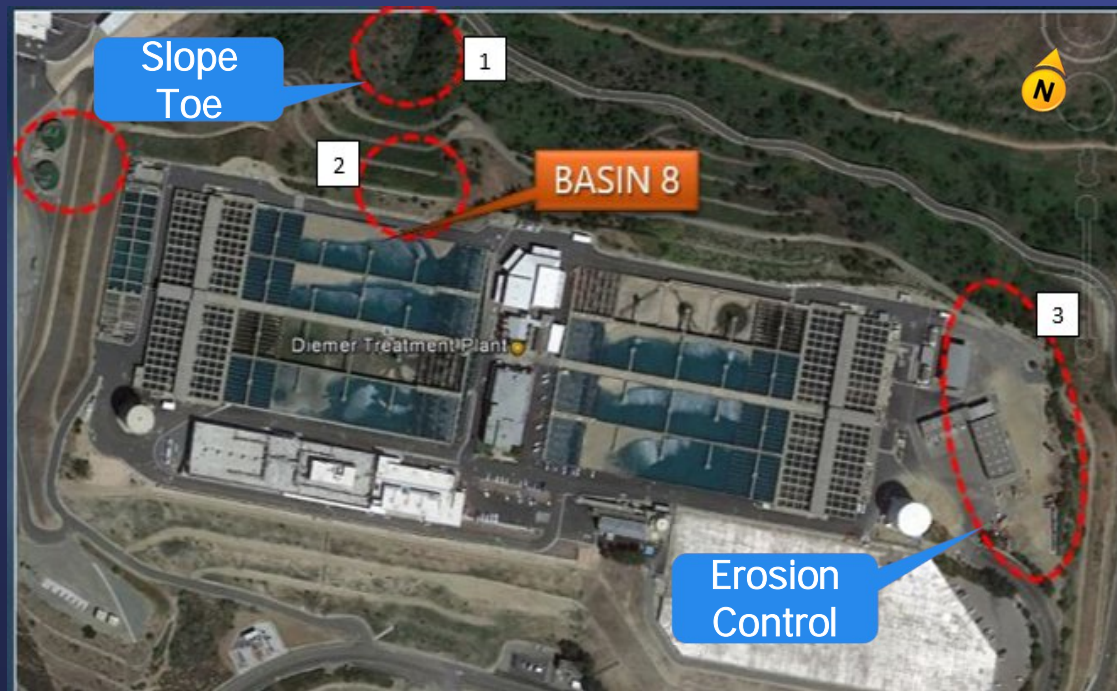 Slope
Toe
1
N
2
BASIN 8
3
Diemer Treatment Plant
Erosion
Control